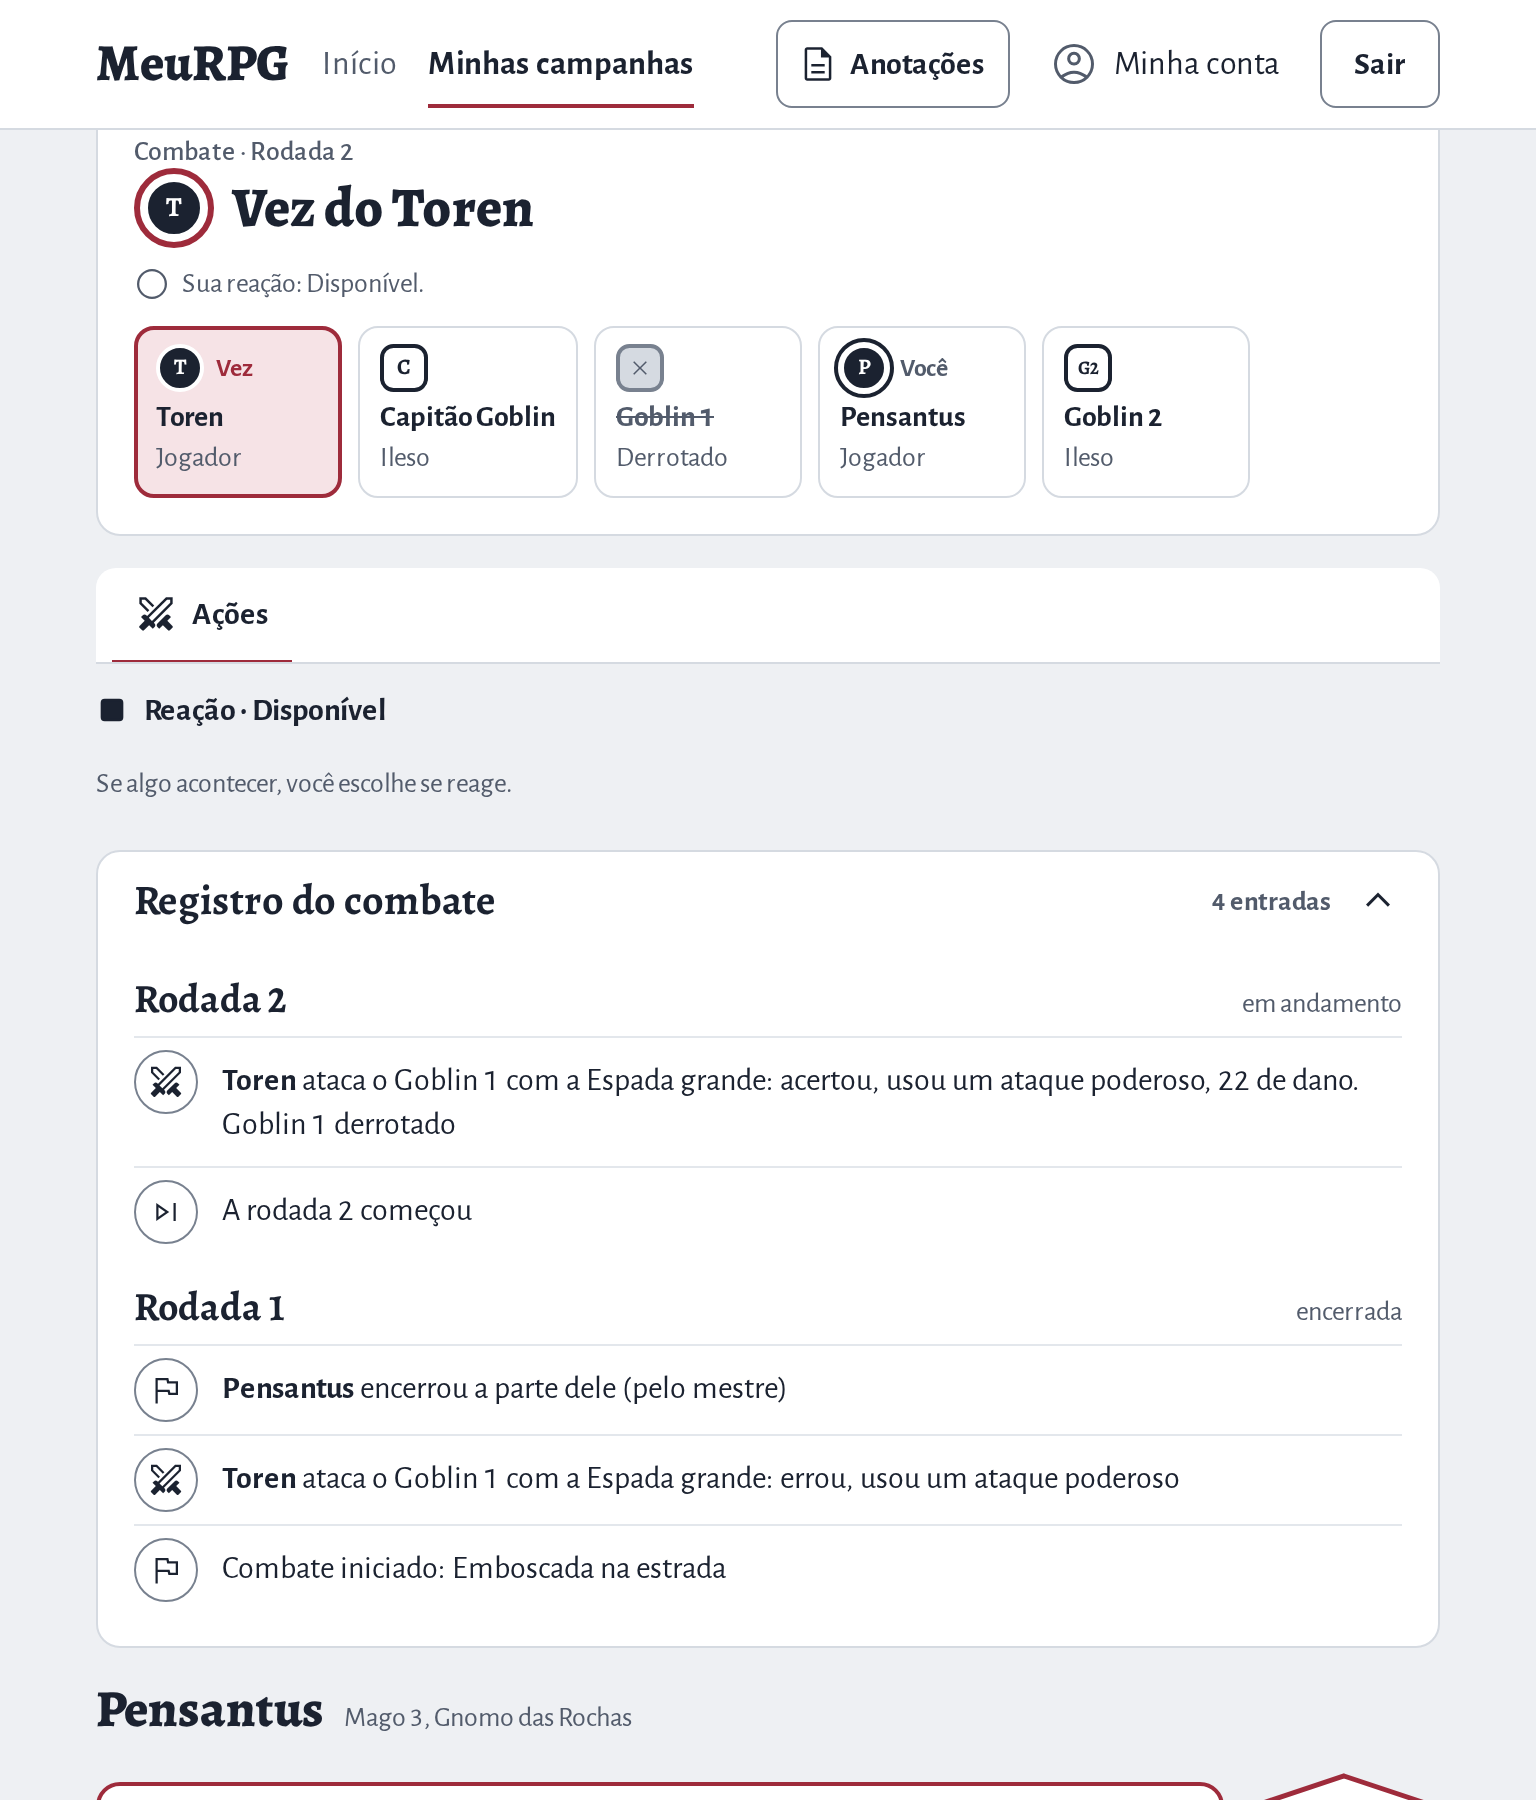 MeuRPG Início Minhas campanhas Anotações Minha conta Sair
Combate · Rodada 2
T Vez do Toren
Sua reação: Disponível.
T Vez
Toren
Jogador
C
Capitão Goblin
Ileso
Goblin 1
Derrotado
P Você
Pensantus
Jogador
G2
Goblin 2
Ileso
Ações
Reação · Disponível
Se algo acontecer, você escolhe se reage.
Registro do combate 4 entradas
Rodada 2 em andamento
Toren ataca o Goblin 1 com a Espada grande: acertou, usou um ataque poderoso, 22 de dano.
Goblin 1 derrotado
A rodada 2 começou
Rodada 1 encerrada
Pensantus encerrou a parte dele (pelo mestre)
Toren ataca o Goblin 1 com a Espada grande: errou, usou um ataque poderoso
Combate iniciado: Emboscada na estrada
Pensantus Mago 3, Gnomo das Rochas